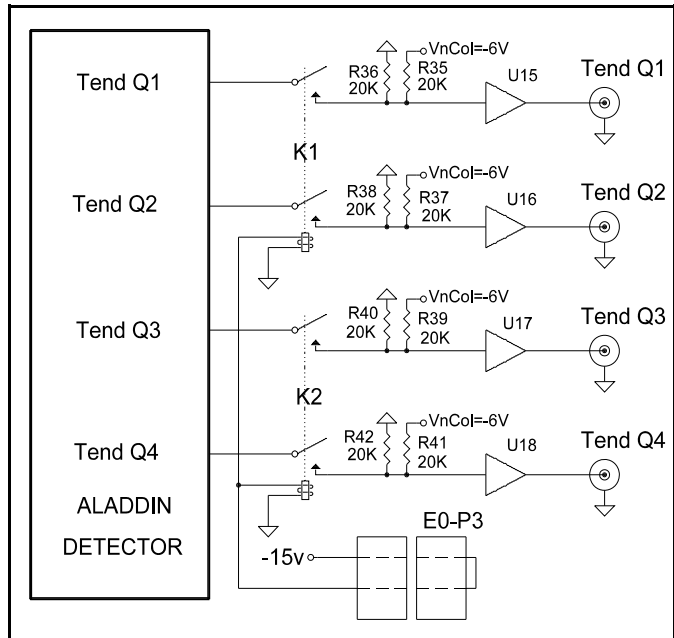 Tend Q1
R36
20K
VnCol=-6V
R35
20K
U15
Tend Q1
K1
Tend Q2
R38
20K
VnCol=-6V
R37
20K
U16
Tend Q2
Tend Q3
R40
20K
VnCol=-6V
R39
20K
U17
Tend Q3
K2
Tend Q4
R42
20K
VnCol=-6V
R41
20K
U18
Tend Q4
ALADDIN
DETECTOR
E0-P3
-15v